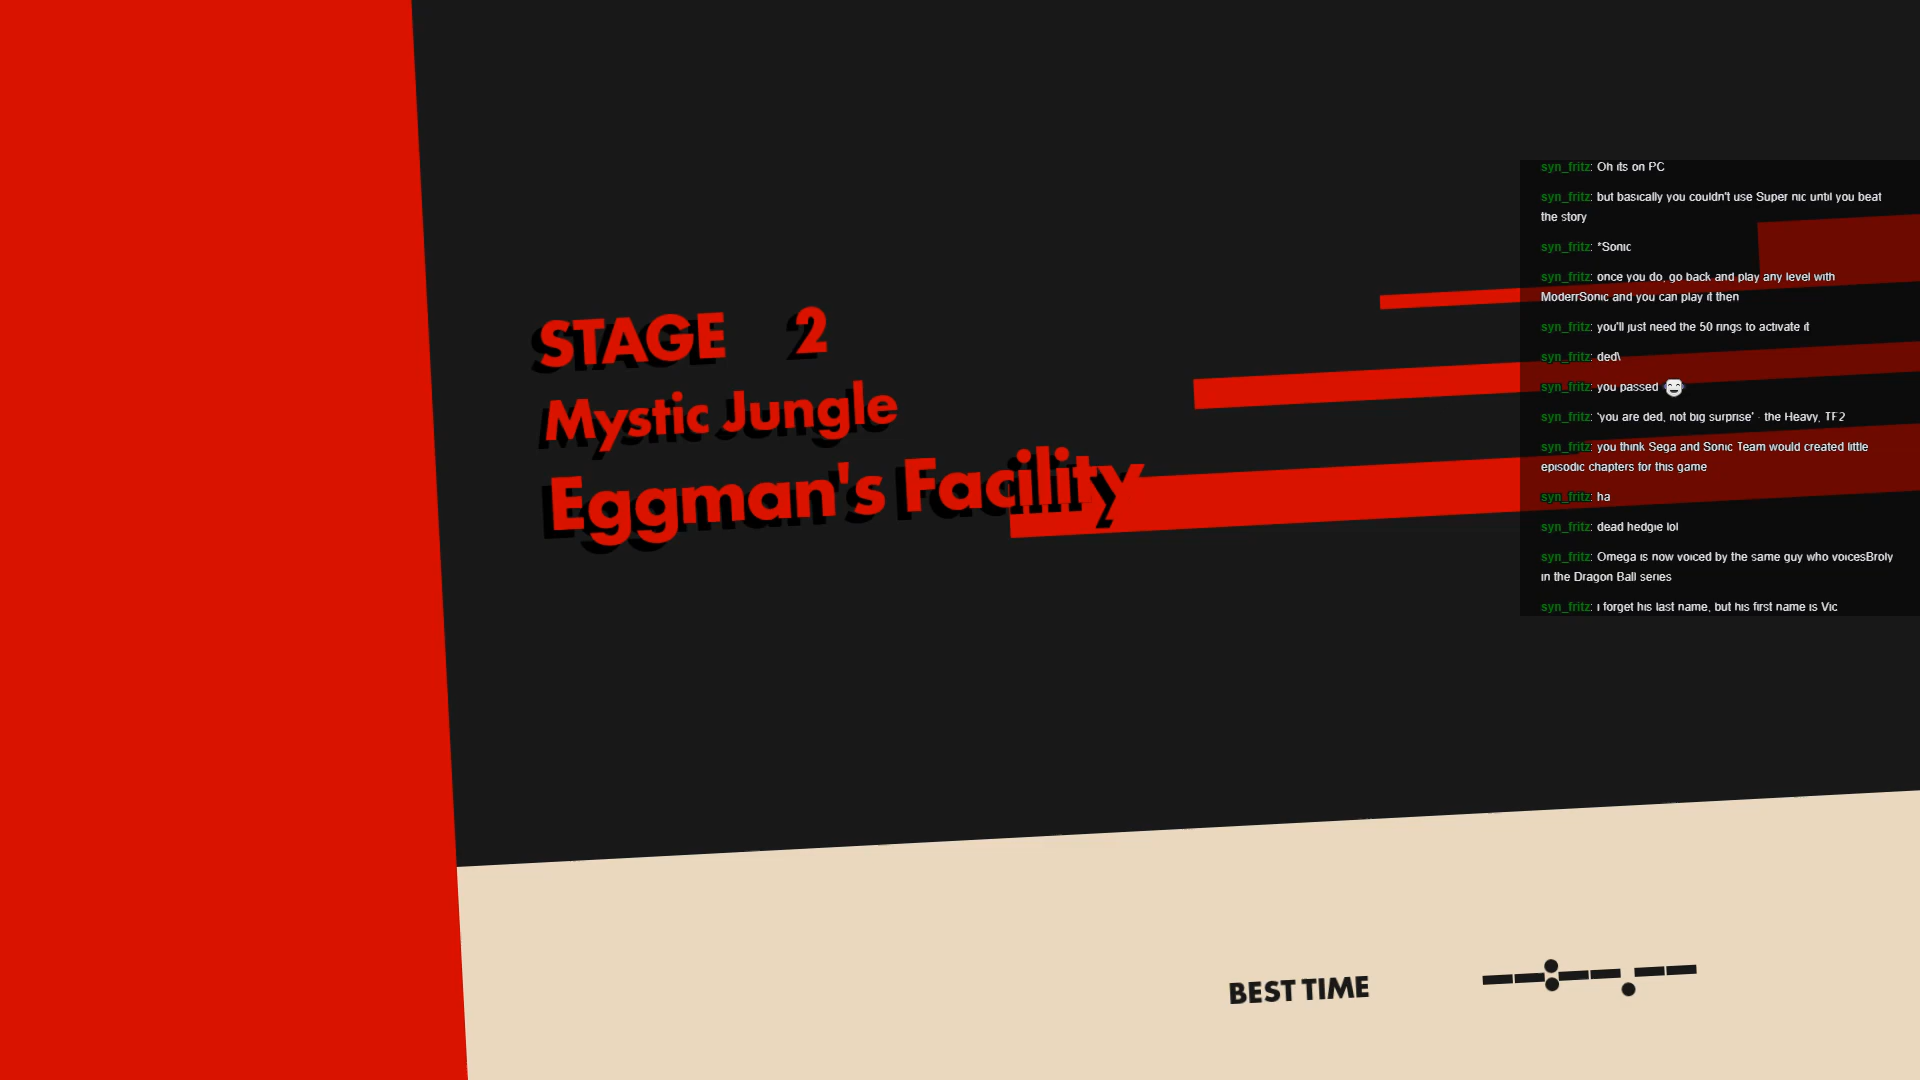 STAGE 2
Mystic Jungle
Eggman's Facility
syn_fritz: Oh its on PC
syn_fritz: but basically you couldn't use Super nic until you beat
the story
syn_fritz: *Sonic
syn_fritz: once you do, go back and play any level with
ModerrSonic and you can play it then
syn_fritz: you'll just need the 50 rings to activate it
syn_fritz: ded\
syn_fritz: you passed
syn_fritz: 'you are ded, not big surprise' - the Heavy, TF2
syn_fritz: you think Sega and Sonic Team would created little
episodic chapters for this game
syn_fritz: ha
syn_fritz: dead hedgie lol
syn_fritz: Omega is now voiced by the same guy who voicesBroly
in the Dragon Ball series
syn_fritz: i forget his last name, but his first name is Vic
BEST TIME --:--.--